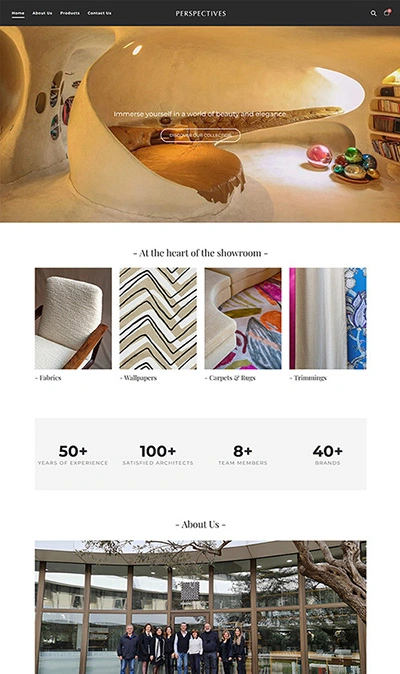 Home About Us Products Contact Us PERSPECTIVES
Immerse yourself in a world of beauty and elegance.
DISCOVER OUR COLLECTION
- At the heart of the showroom -
- Fabrics - Wallpapers - Carpets & Rugs - Trimmings
50+ 100+ 8+ 40+
YEARS OF EXPERIENCE SATISFIED ARCHITECTS TEAM MEMBERS BRANDS
- About Us -